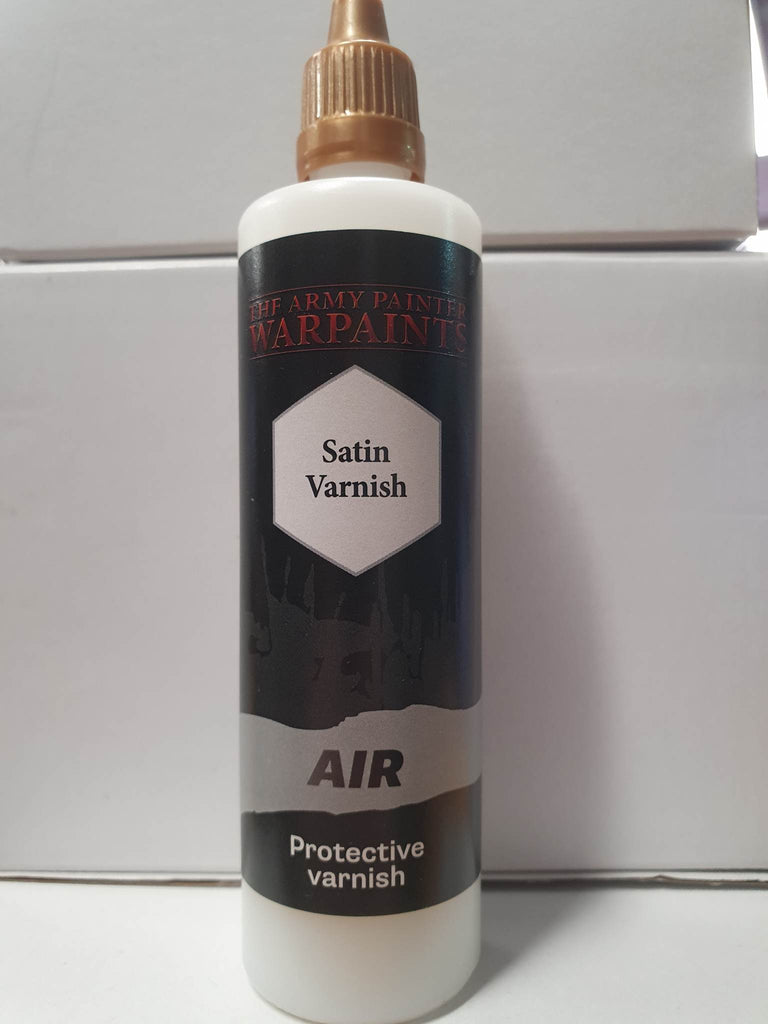 THE ARMY PAINTER
WARPAINTS
Satin
Varnish
AIR
Protective
varnish